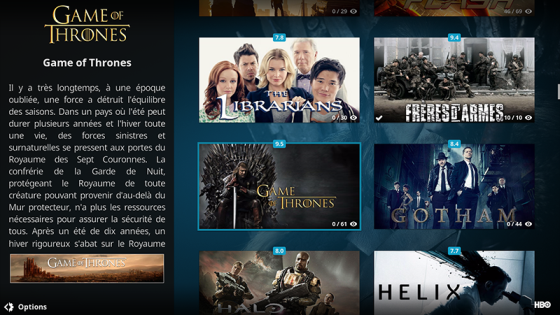 GAME OF
THRONES
Game of Thrones
Il y a très longtemps, à une époque
oubliée, une force a détruit l'équilibre
des saisons. Dans un pays où l'été peut
durer plusieurs années et l'hiver toute
une vie, des forces sinistres et
surnaturelles se pressent aux portes du
Royaume des Sept Couronnes. La
confrérie de la Garde de Nuit,
protégeant le Royaume de toute
créature pouvant provenir d'au-delà du
Mur protecteur, n'a plus les ressources
nécessaires pour assurer la sécurité de
tous. Après un été de dix années, un
hiver rigoureux s'abat sur le Royaume
GAME OF THRONES
Options
0 / 29
46 / 69
7.9
THE
LIBRARIANS
0 / 30
9.4
FRÈRES D'ARMES
10 / 10
9.5
GAME OF
THRONES
0 / 61
8.4
GOTHAM
0 / 44
8.0
HALO
7.7
HELIX
HBO